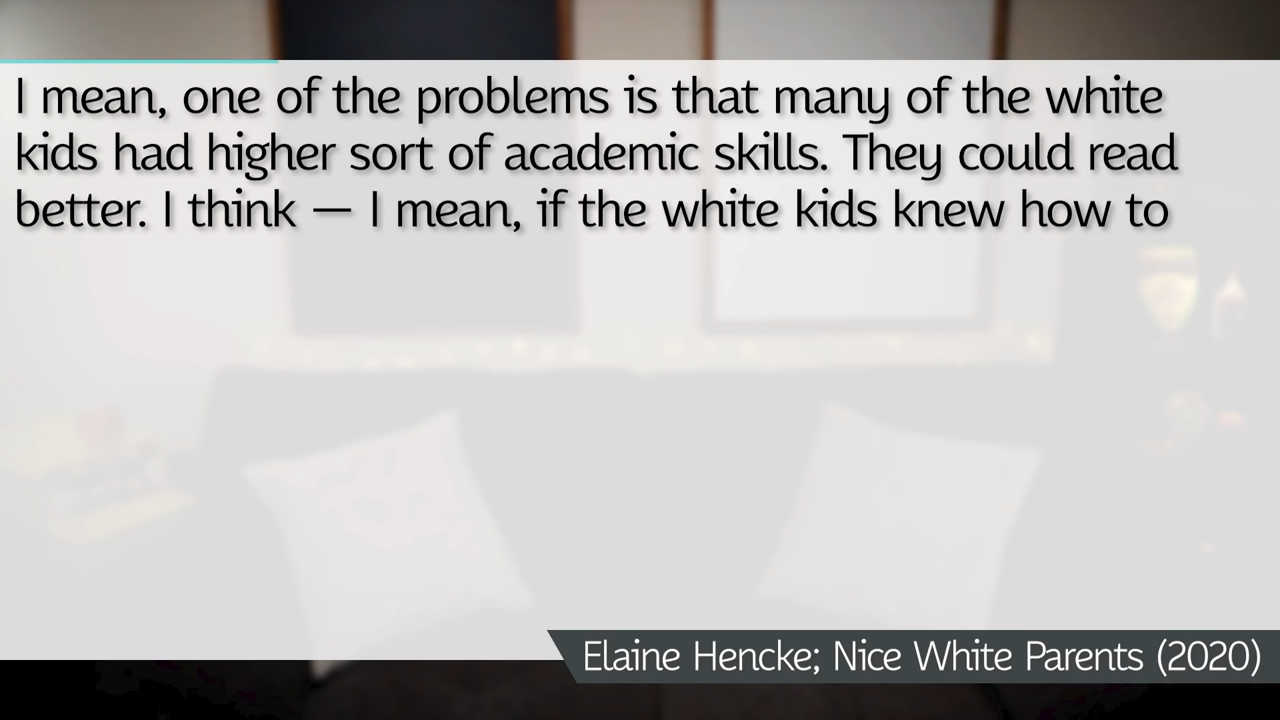 I mean, one of the problems is that many of the white
kids had higher sort of academic skills. They could read
better. I think — I mean, if the white kids knew how to
Elaine Hencke; Nice White Parents (2020)